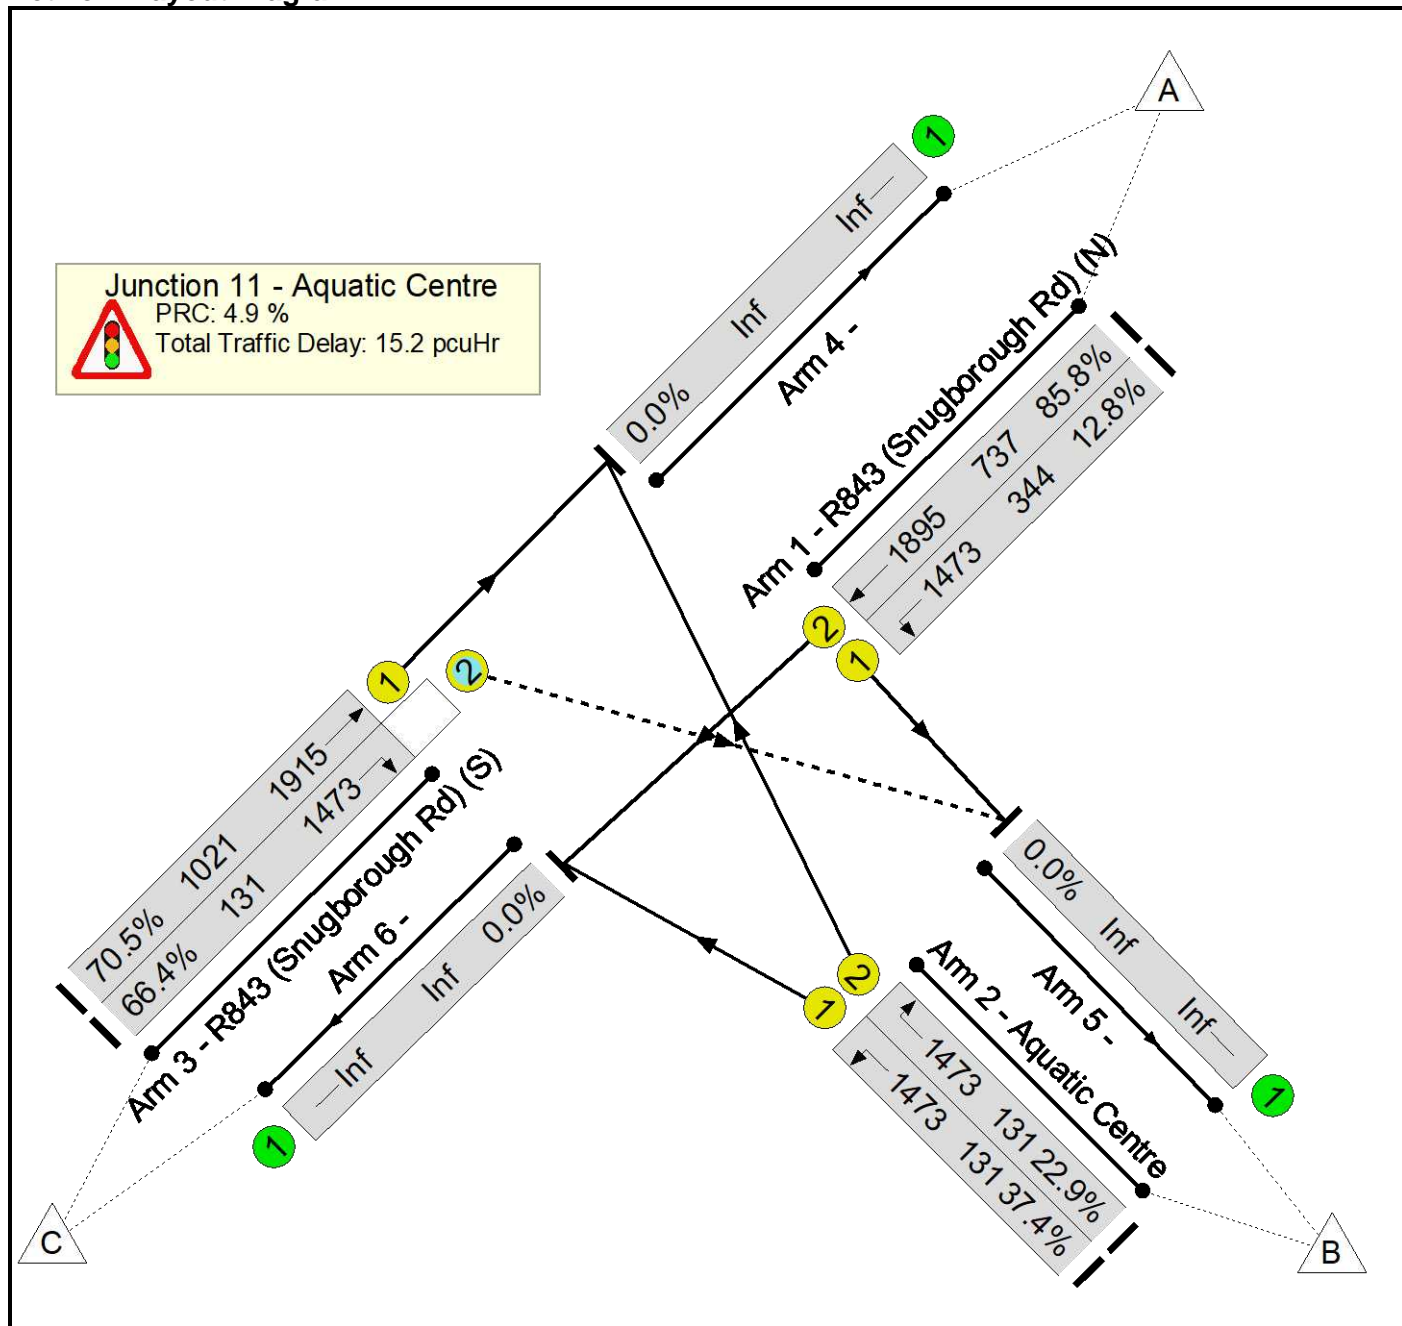 A
1
Inf
Inf
0.0%
Arm 4 -
Junction 11 - Aquatic Centre
PRC: 4.9 %
Total Traffic Delay: 15.2 pcuHr
Arm 1 - R843 (Snugborough Rd) (N)
1895 737 85.8%
1473 344 12.8%
2
1
1
2
70.5% 1021 1915
66.4% 131 1473
Arm 3 - R843 (Snugborough Rd) (S)
Arm 6 -
Inf Inf 0.0%
1
C
0.0% Inf Inf
Arm 5 -
1
2
1
Arm 2 - Aquatic Centre
1473 131 22.9%
1473 131 37.4%
B